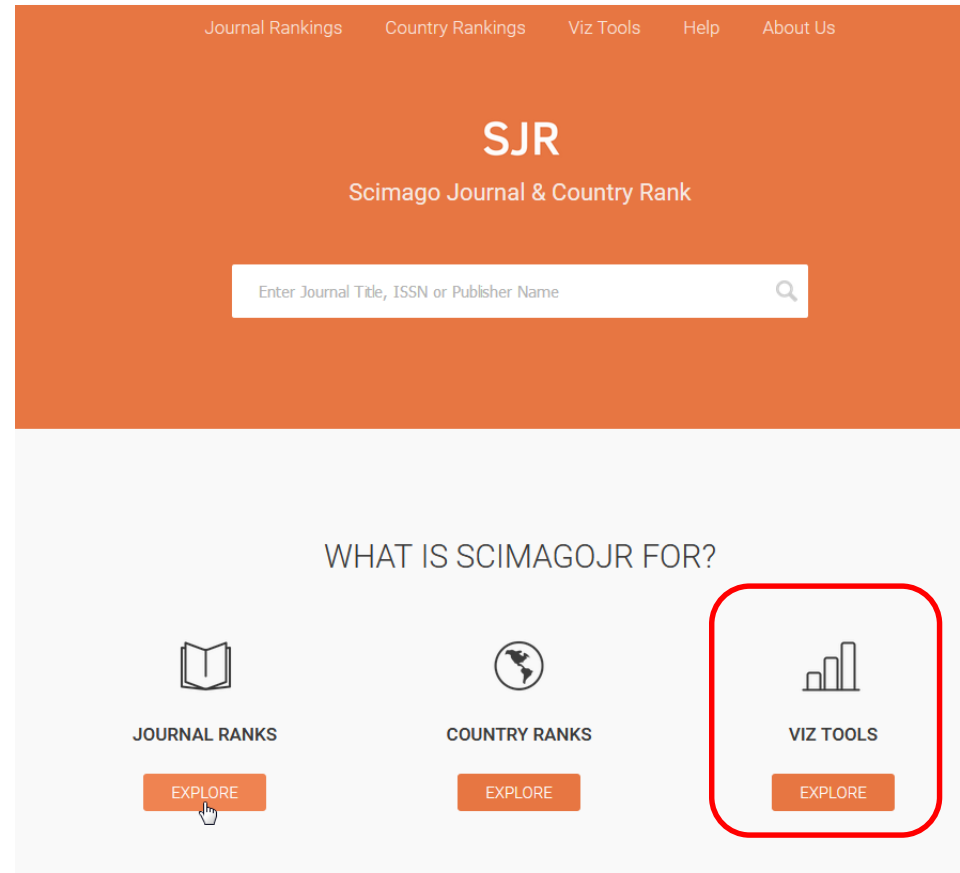 Journal Rankings Country Rankings Viz Tools Help About Us
SJR
Scimago Journal & Country Rank
Enter Journal Title, ISSN or Publisher Name
WHAT IS SCIMAGOJR FOR?
JOURNAL RANKS COUNTRY RANKS VIZ TOOLS
EXPLORE EXPLORE EXPLORE